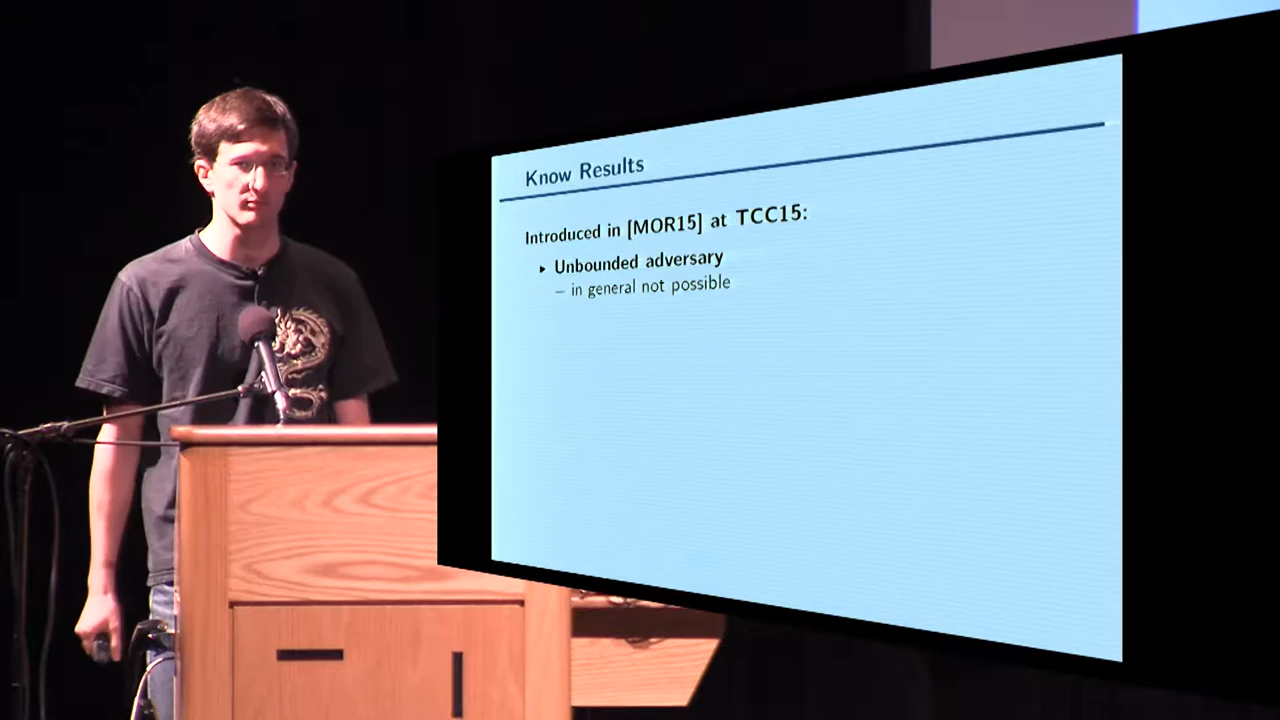 Know Results
Introduced in [MOR15] at TCC15:
▸ Unbounded adversary
– in general not possible